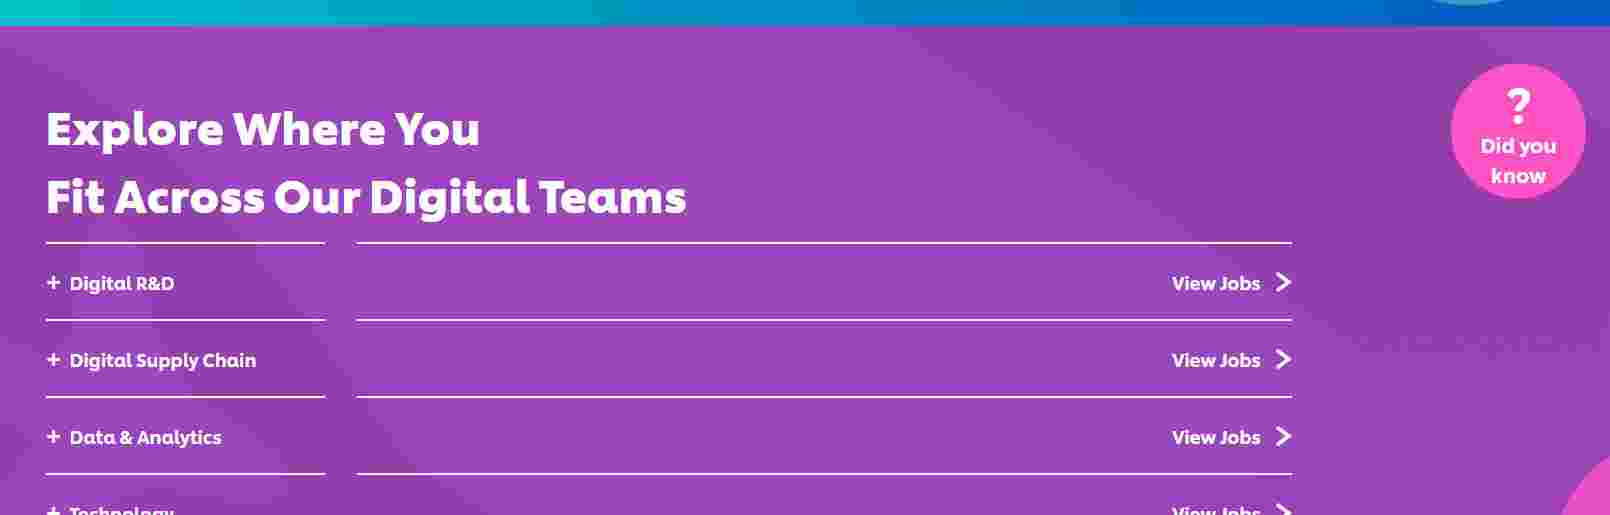 Explore Where You
Fit Across Our Digital Teams
?
Did you
know
+ Digital R&D
View Jobs
+ Digital Supply Chain
View Jobs
+ Data & Analytics
View Jobs
+ Technology
View Jobs